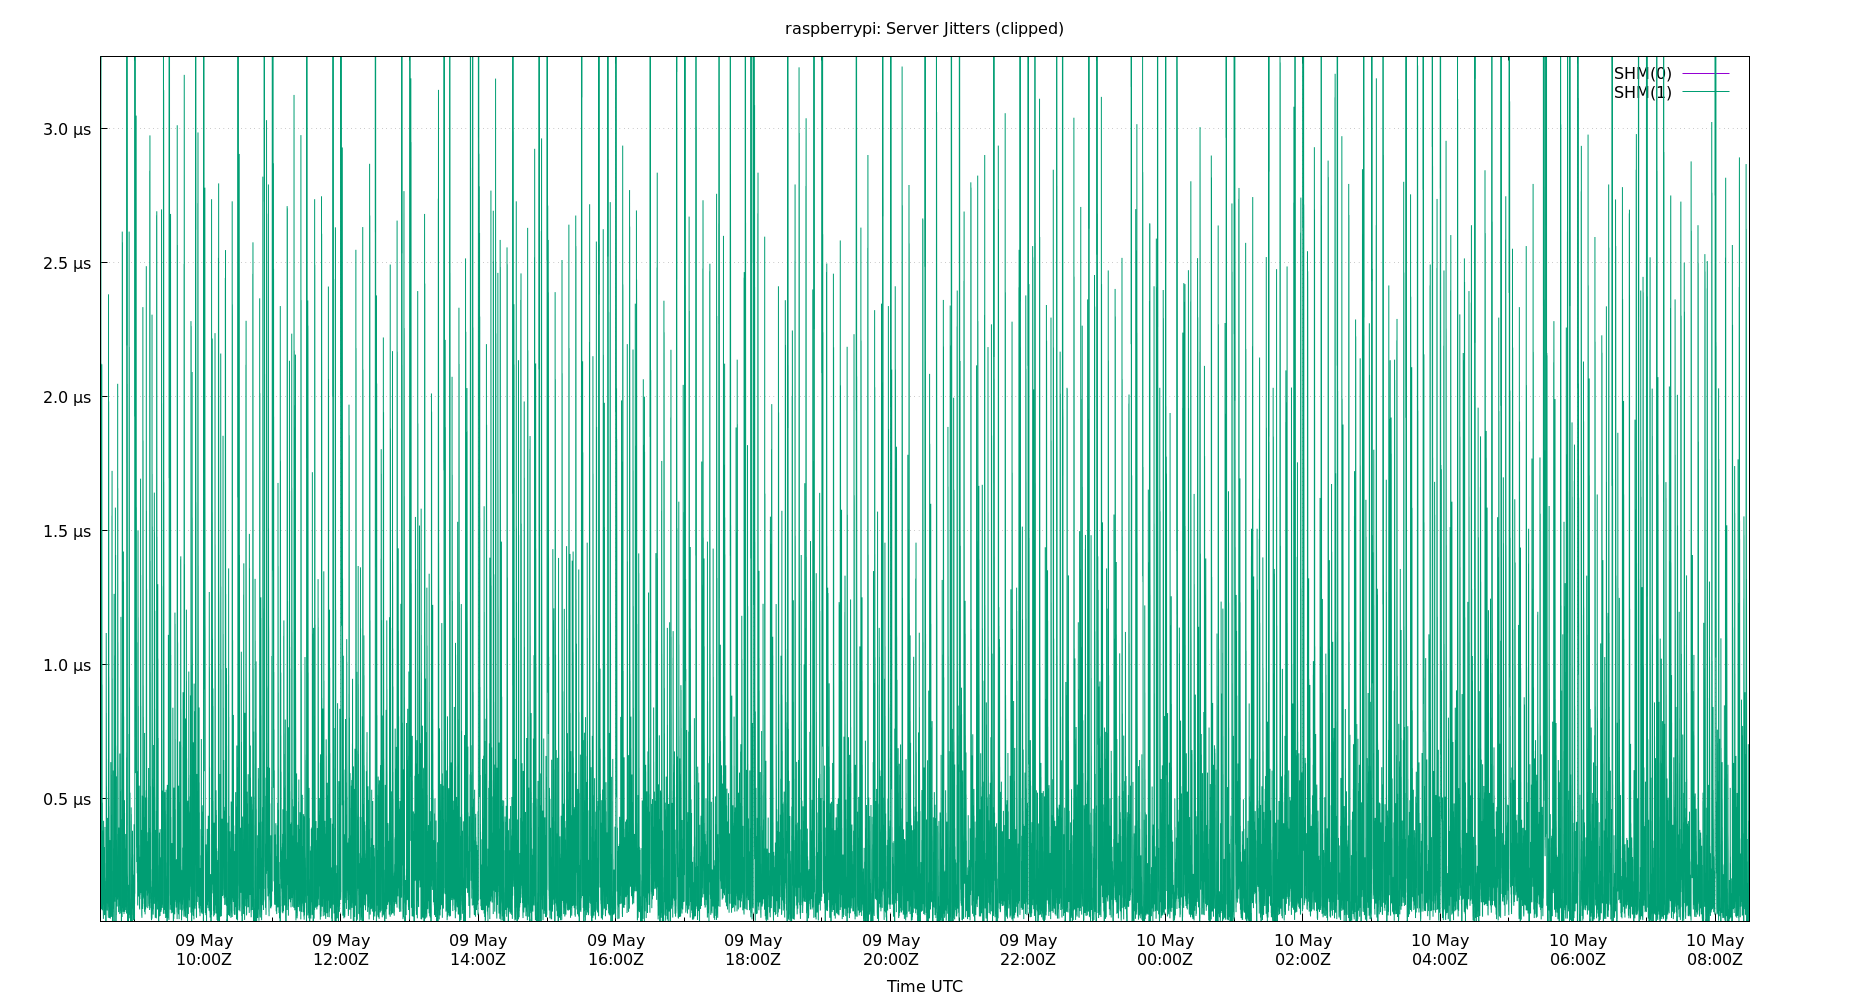 raspberrypi: Server Jitters (clipped)
SHM(0)
SHM(1)
3.0 µs
2.5 µs
2.0 µs
1.5 µs
1.0 µs
0.5 µs
09 May 09 May 09 May 09 May 09 May 09 May 09 May 10 May 10 May 10 May 10 May 10 May
10:00Z 12:00Z 14:00Z 16:00Z 18:00Z 20:00Z 22:00Z 00:00Z 02:00Z 04:00Z 06:00Z 08:00Z
Time UTC